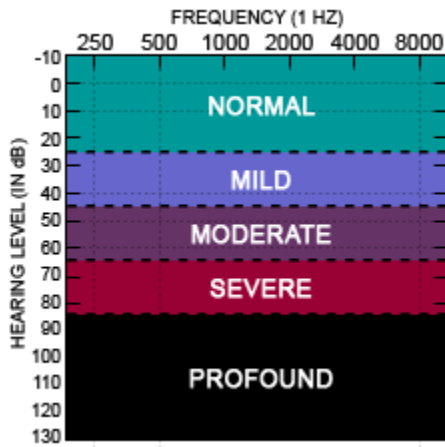 FREQUENCY (1 HZ)
250 500 1000 2000 4000 8000
HEARING LEVEL (IN dB)
-10
0
10
20
30
40
50
60
70
80
90
100
110
120
130
NORMAL
MILD
MODERATE
SEVERE
PROFOUND